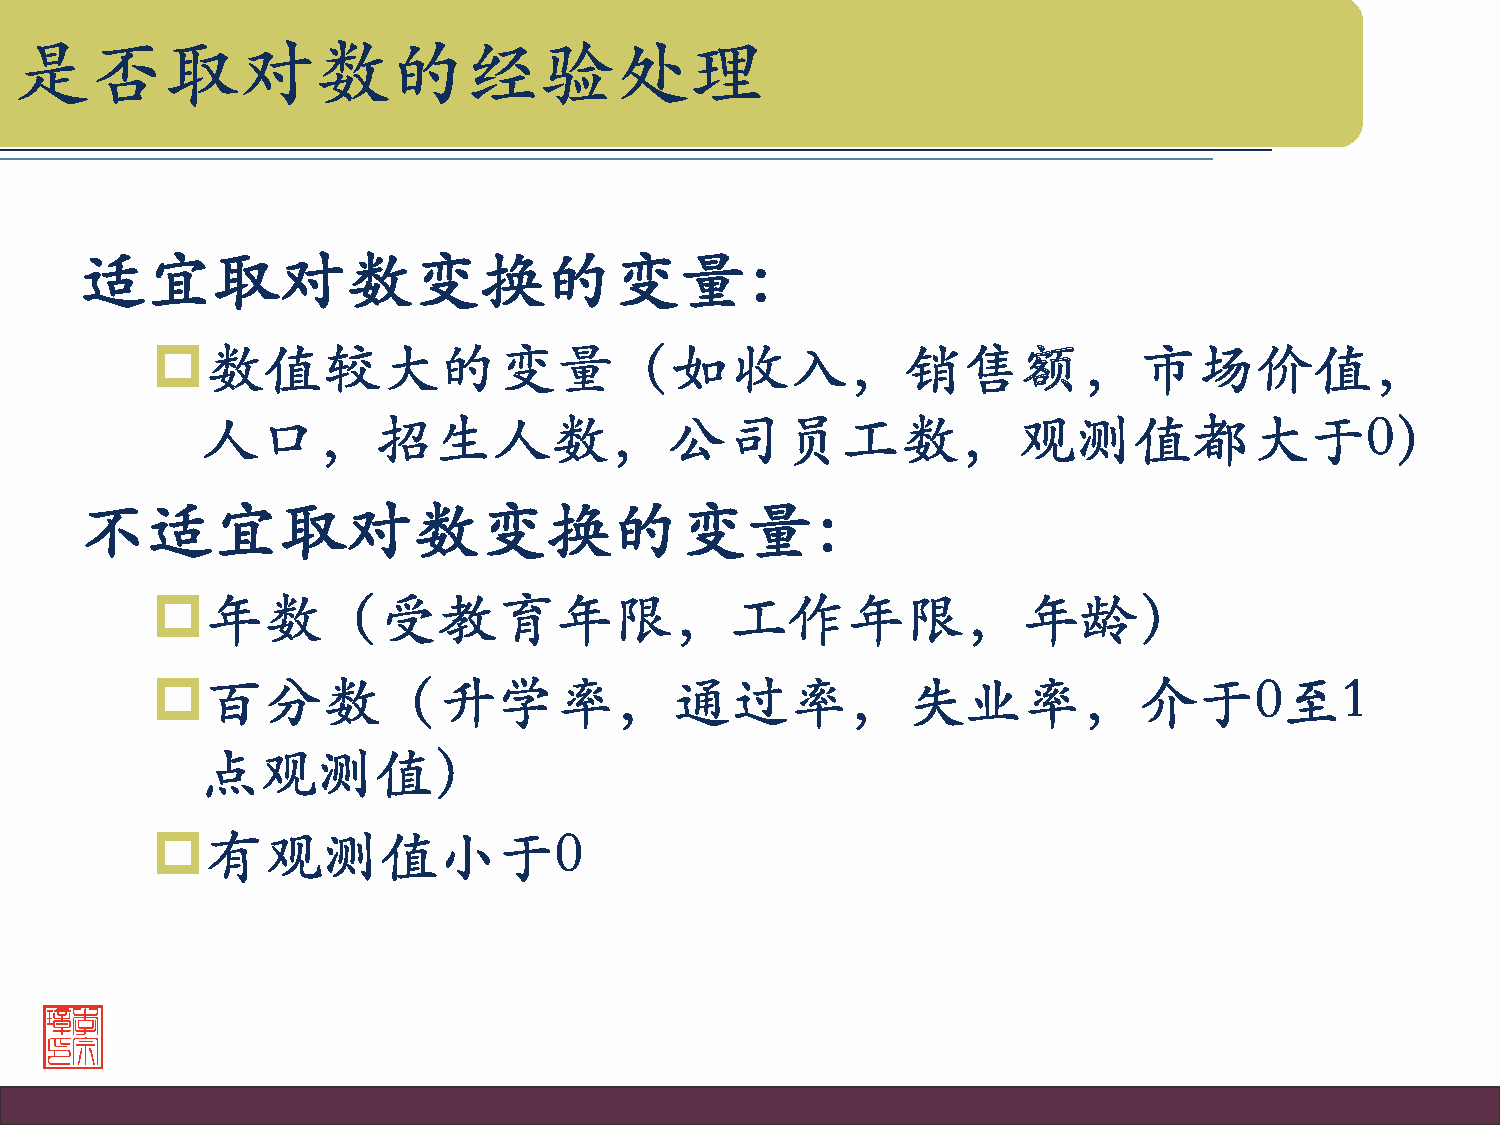 是否取对数的经验处理
适宜取对数变换的变量：
数值较大的变量（如收入，销售额，市场价值，
人口，招生人数，公司员工数，观测值都大于0）
不适宜取对数变换的变量：
年数（受教育年限，工作年限，年龄）
百分数（升学率，通过率，失业率，介于0至1
点观测值）
有观测值小于0
李宗
璋印